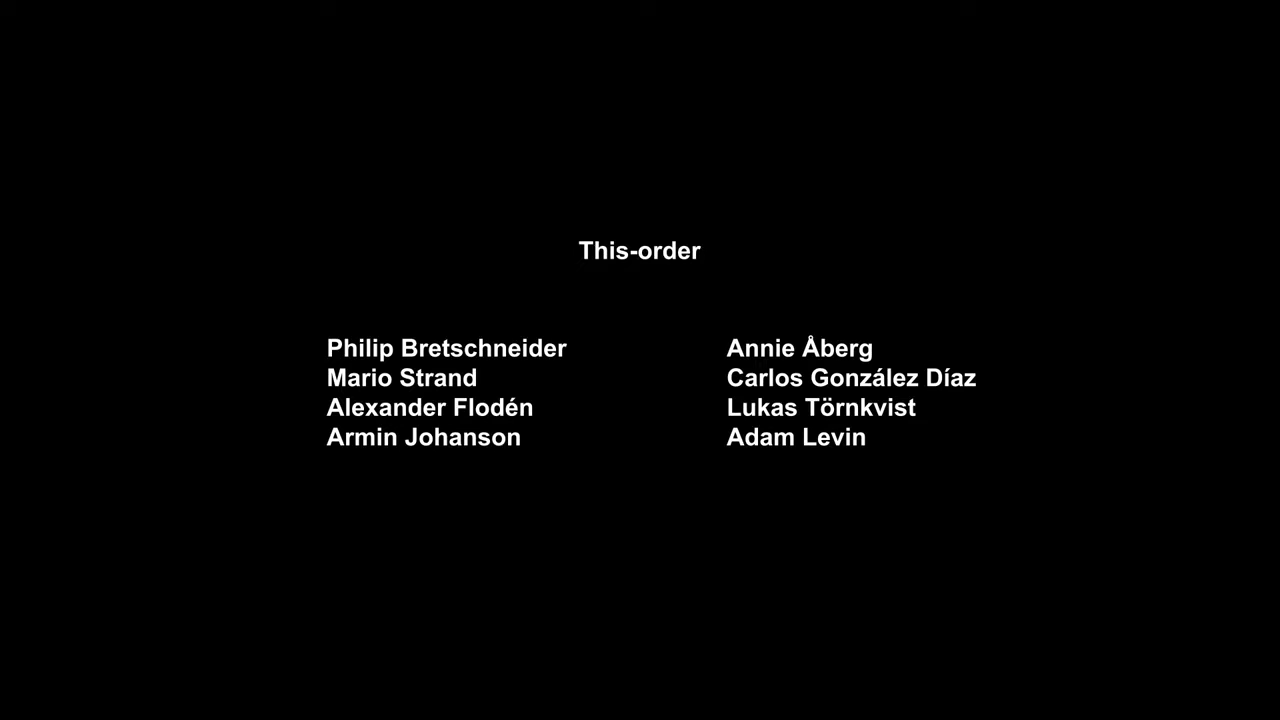 This-order
Philip Bretschneider
Mario Strand
Alexander Flodén
Armin Johanson
Annie Åberg
Carlos González Díaz
Lukas Törnkvist
Adam Levin